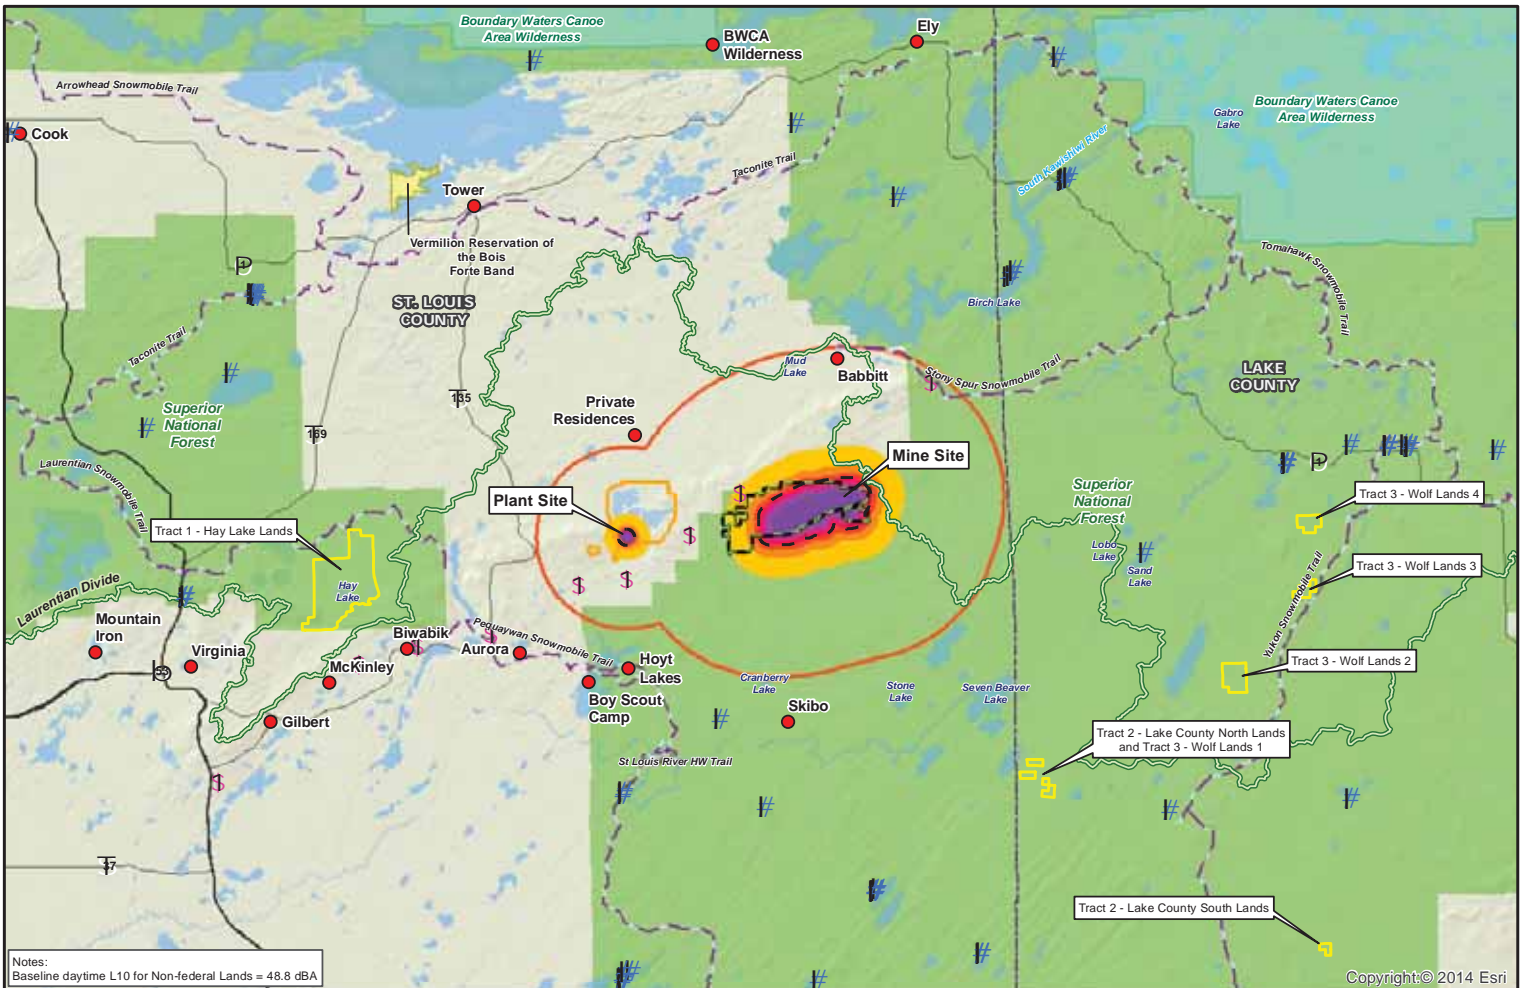 Boundary Waters Canoe
Area Wilderness
BWCA
Wilderness
Ely
Arrowhead Snowmobile Trail
Cook
Boundary Waters Canoe
Area Wilderness
Gabro
Lake
South Kawishiwi River
Taconite Trail
Tower
Vermilion Reservation of
the Bois
Forte Band
ST. LOUIS
COUNTY
Tomahawk Snowmobile Trail
Birch Lake
Taconite Trail
Mud
Lake
Babbitt
Stony Spur Snowmobile Trail
LAKE
COUNTY
135
Private
Residences
Superior
National
Forest
169
Mine Site
Laurentian Snowmobile Trail
Plant Site
Superior
National
Forest
Tract 3 - Wolf Lands 4
Tract 1 - Hay Lake Lands
Lobo
Lake
Sand
Lake
Tract 3 - Wolf Lands 3
Laurentian Divide
Hay
Lake
Yukon Snowmobile Trail
Mountain
Iron
Virginia
Biwabik
Pequaywan Snowmobile Trail
Aurora
Hoyt
Lakes
McKinley
Tract 3 - Wolf Lands 2
53
Cranberry
Lake
Stone
Lake
Seven Beaver
Lake
Boy Scout
Camp
Skibo
Gilbert
Tract 2 - Lake County North Lands
and Tract 3 - Wolf Lands 1
St Louis River HW Trail
37
Tract 2 - Lake County South Lands
Notes:
Baseline daytime L10 for Non-federal Lands = 48.8 dBA
Copyright:© 2014 Esri